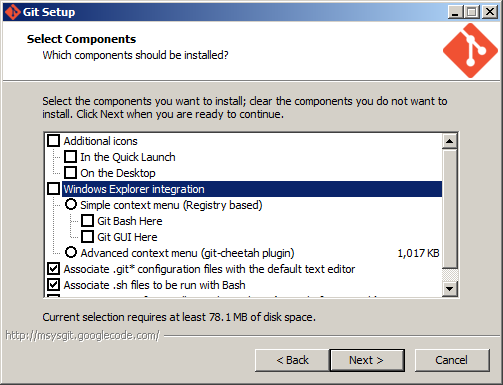 Git Setup
Select Components
Which components should be installed?
Select the components you want to install; clear the components you do not want to
install. Click Next when you are ready to continue.
Additional icons
In the Quick Launch
On the Desktop
Windows Explorer integration
Simple context menu (Registry based)
Git Bash Here
Git GUI Here
Advanced context menu (git-cheetah plugin) 1,017 KB
Associate .git* configuration files with the default text editor
Associate .sh files to be run with Bash
Current selection requires at least 78.1 MB of disk space.
http://msysgit.googlecode.com/
< Back
Next >
Cancel